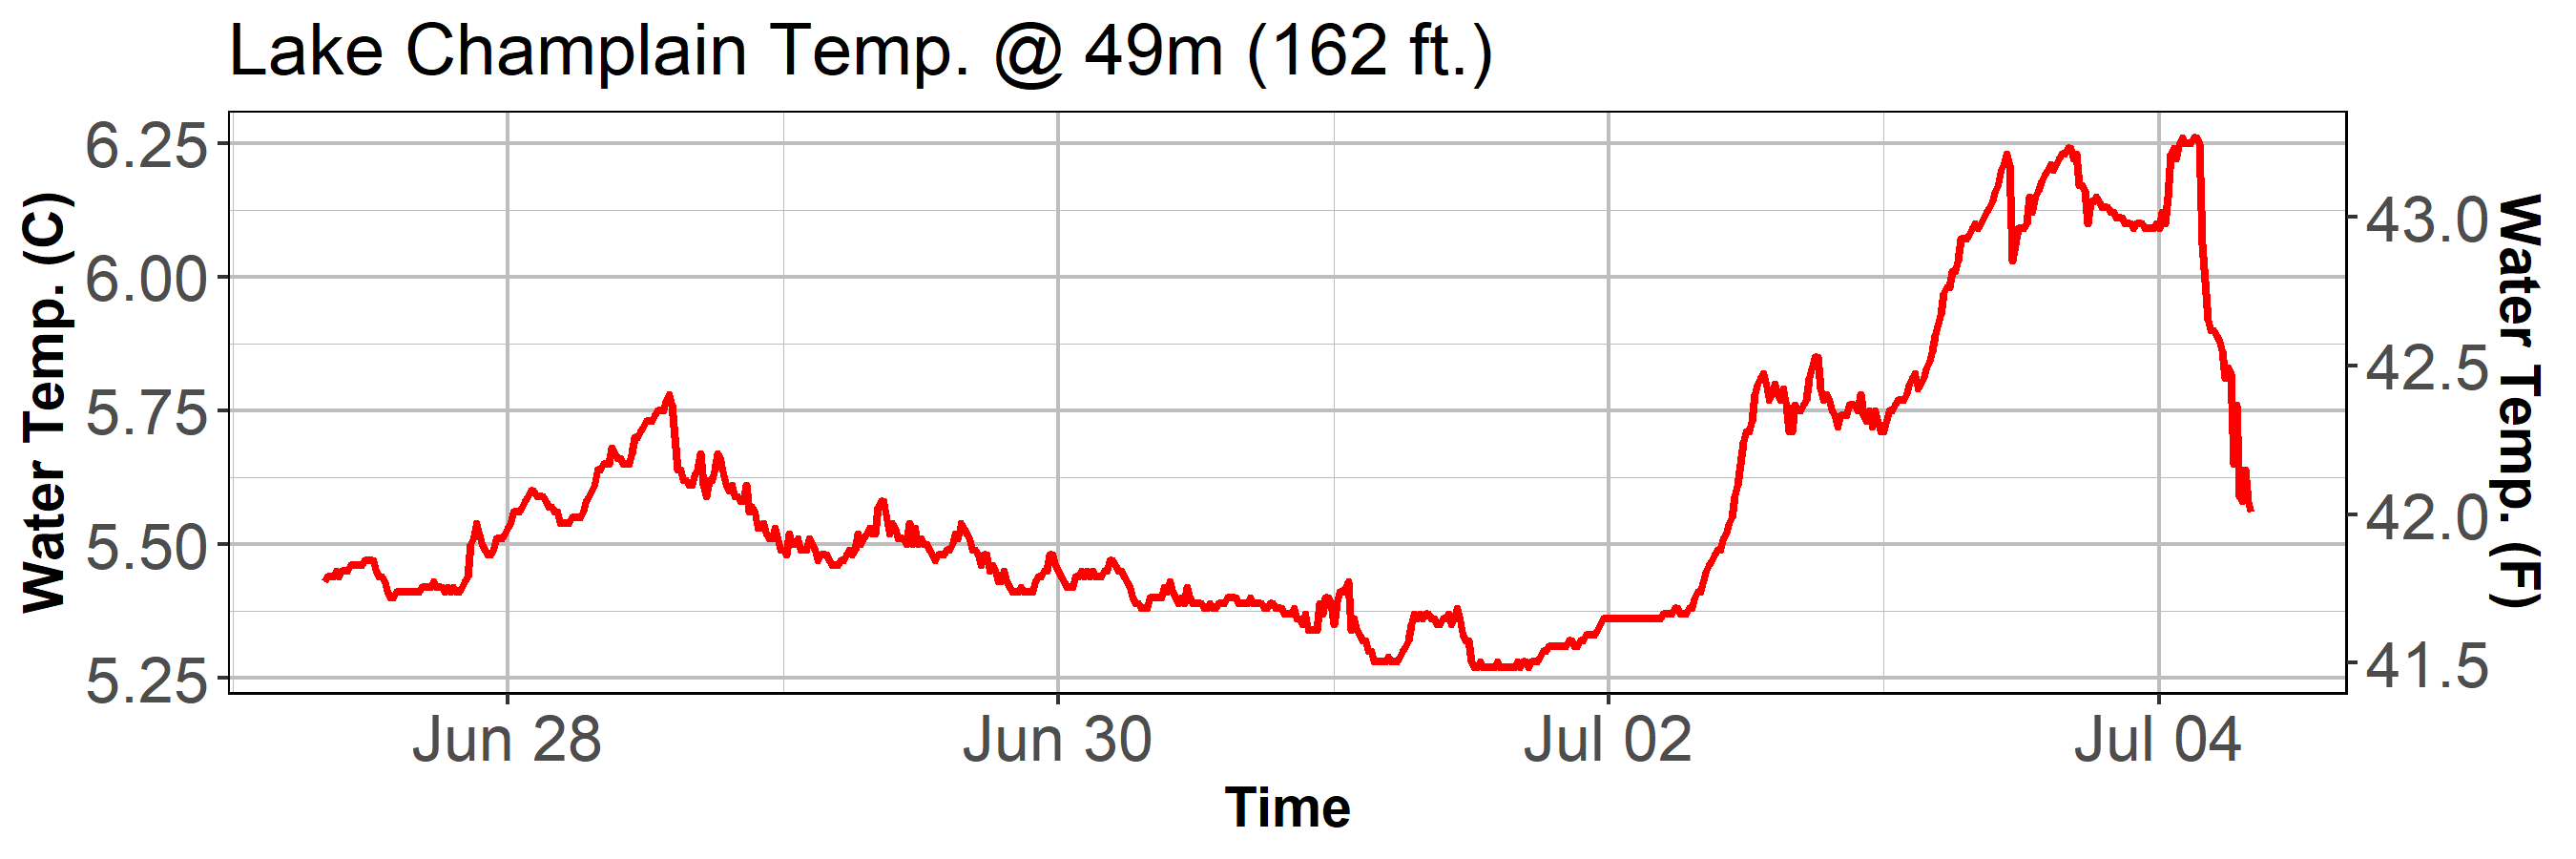 Lake Champlain Temp. @ 49m (162 ft.)
Water Temp. (C)
6.25
6.00
5.75
5.50
5.25
43.0
42.5
42.0
41.5
Water Temp. (F)
Jun 28 Jun 30 Jul 02 Jul 04
Time